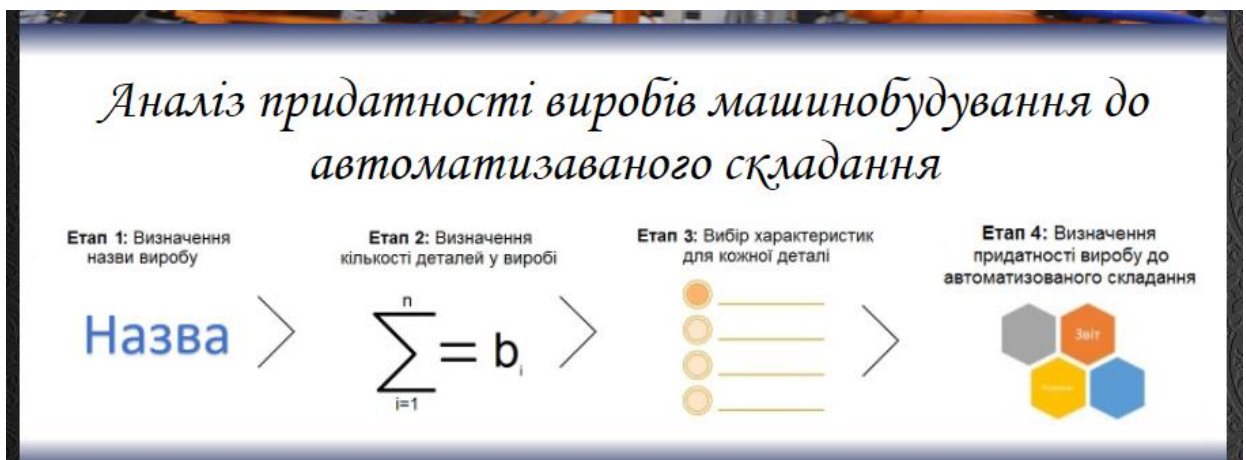 Аналіз придатності виробів машинобудування до
автоматизаваного складання
Етап 1: Визначення
назви виробу
Назва
Етап 2: Визначення
кількості деталей у виробі
n
∑ = bᵢ
i=1
Етап 3: Вибір характеристик
для кожної деталі
Етап 4: Визначення
придатності виробу до
автоматизованого складання
Звіт